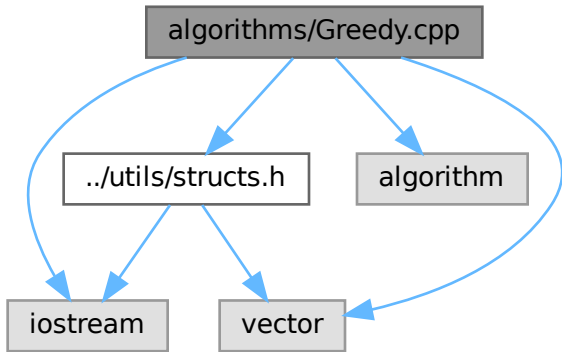 algorithms/Greedy.cpp
../utils/structs.h
algorithm
iostream
vector